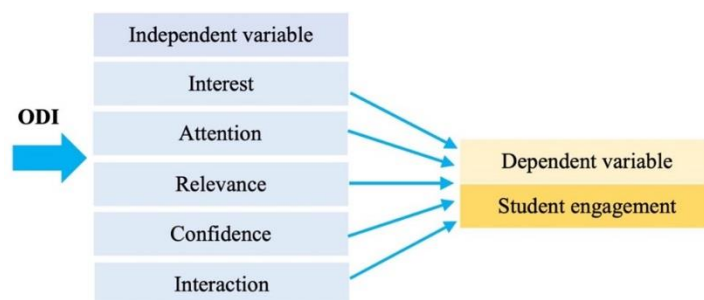 Independent variable
Interest
ODI
Attention
Relevance
Confidence
Interaction
Dependent variable
Student engagement